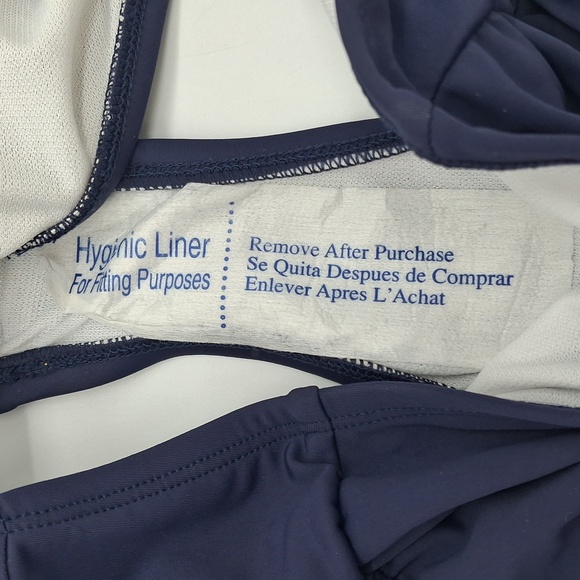 Hygienic Liner
For Fitting Purposes
Remove After Purchase
Se Quita Despues de Comprar
Enlever Apres L'Achat